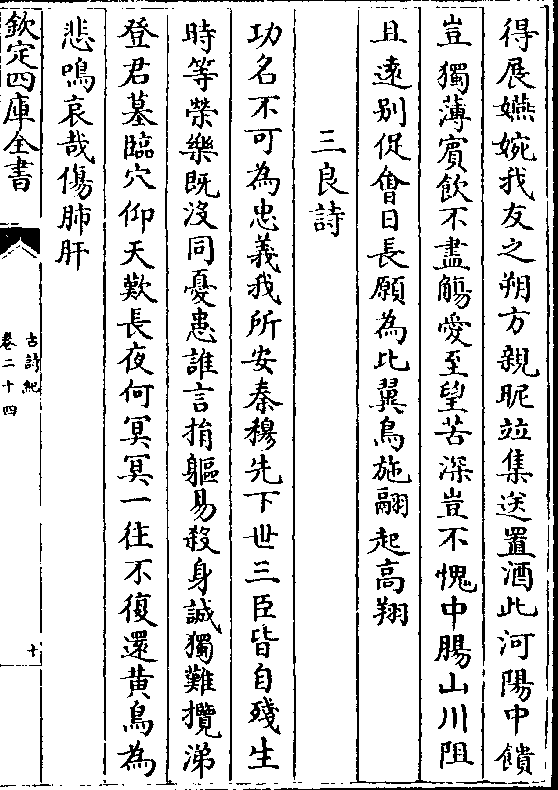 得展嬿婉我友之朔方親昵竝集送置酒此河陽中饋
豈獨薄賓飲不盡觴愛至望苦深豈不愧中腸山川阻
且遠别促會日長願為比翼鳥施翮起高翔
三良詩
功名不可為忠義我所安秦穆先下世三臣皆自殘生
時等榮樂既沒同憂患誰言捐軀易殺身誠獨難攬涕
登君墓臨穴仰天歎長夜何冥冥一往不復還黃鳥為
悲鳴哀哉傷肺肝
欽定四庫全書
古詩紀
卷二十四
十